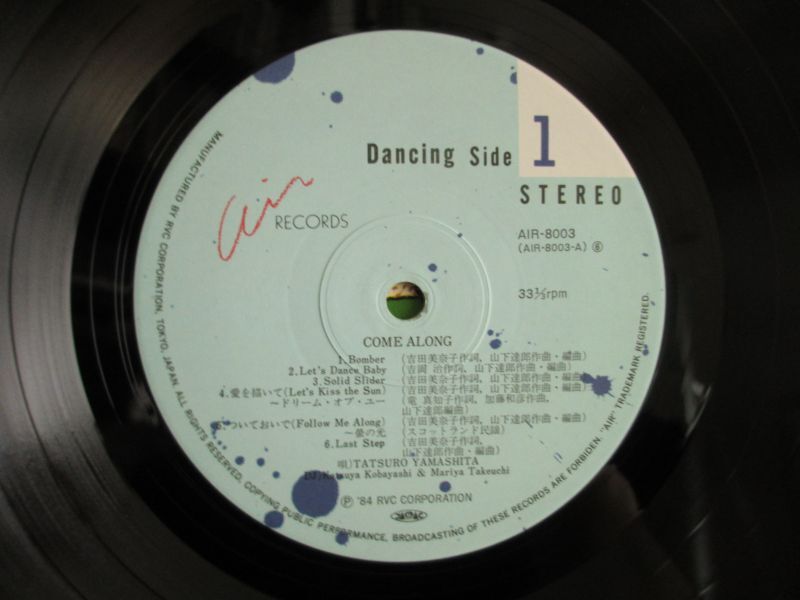 Dancing Side 1
STEREO
air RECORDS
AIR-8003
(AIR-8003-A) Ⓔ
33⅓rpm
COME ALONG
1. Bomber (吉田美奈子作詞, 山下達郎作曲・編曲)
2. Let's Dance Baby (吉岡 治作詞, 山下達郎作曲・編曲)
3. Solid Slider (吉田美奈子作詞, 山下達郎作曲・編曲)
4. 愛を描いて(Let's Kiss the Sun) (吉田美奈子作詞, 山下達郎作曲・編曲)
〜ドリーム・オブ・ユー (竜 真知子作詞, 加藤和彦作曲,
山下達郎編曲)
5. ついておいで(Follow Me Along) (吉田美奈子作詞, 山下達郎作曲・編曲)
〜螢の光 (スコットランド民謡)
6. Last Step (吉田美奈子作詞,
山下達郎作曲・編曲)
唄)TATSURO YAMASHITA
DJ)Katsuya Kobayashi & Mariya Takeuchi
Ⓟ '84 RVC CORPORATION
MANUFACTURED BY RVC CORPORATION, TOKYO, JAPAN ALL RIGHTS RESERVED, COPYING PUBLIC PERFORMANCE, BROADCASTING OF THESE RECORDS ARE FORBIDEN. "AIR" TRADEMARK REGISTERED.